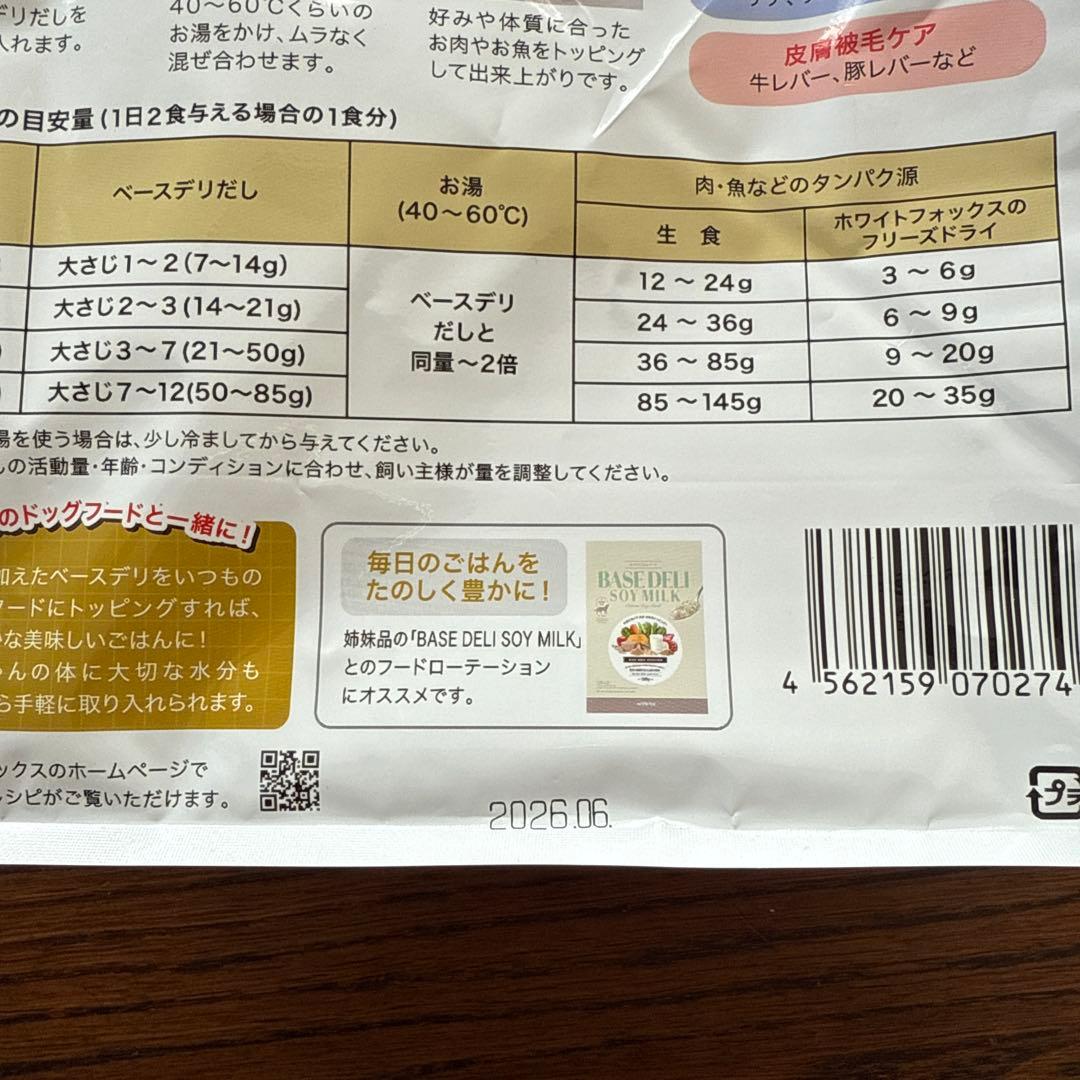 デリだしを
入れます。
40〜60℃くらいの
お湯をかけ、ムラなく
混ぜ合わせます。
好みや体質に合った
お肉やお魚をトッピング
して出来上がりです。
皮膚被毛ケア
牛レバー、豚レバーなど
の目安量(1日2食与える場合の1食分)
ベースデリだし
お湯
(40〜60℃)
肉・魚などのタンパク源
生 食
ホワイトフォックスの
フリーズドライ
大さじ1〜2(7〜14g)
大さじ2〜3(14〜21g)
大さじ3〜7(21〜50g)
大さじ7〜12(50〜85g)
ベースデリ
だしと
同量〜2倍
12 〜 24g
3 〜 6g
24 〜 36g
6 〜 9g
36 〜 85g
9 〜 20g
85 〜145g
20 〜 35g
湯を使う場合は、少し冷ましてから与えてください。
の活動量・年齢・コンディションに合わせ、飼い主様が量を調整してください。
のドッグフードと一緒に!
加えたベースデリをいつもの
フードにトッピングすれば、
な美味しいごはんに!
ゃんの体に大切な水分も
ら手軽に取り入れられます。
毎日のごはんを
たのしく豊かに!
姉妹品の「BASE DELI SOY MILK」
とのフードローテーション
にオススメです。
BASE DELI
SOY MILK
4 562159 070274
ックスのホームページで
レシピがご覧いただけます。
2026.06.
プラ